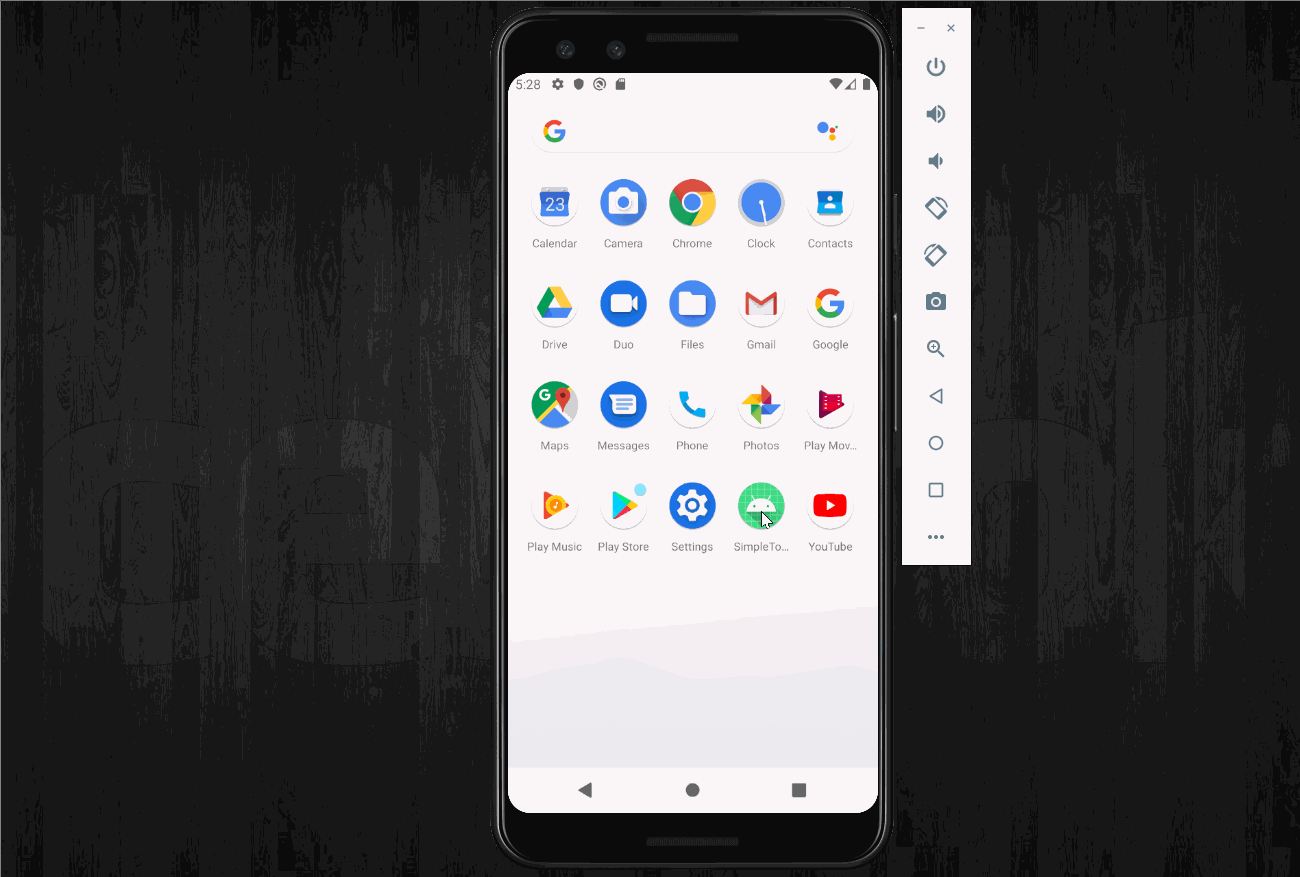 5:28
23
Calendar Camera Chrome Clock Contacts
Drive Duo Files Gmail Google
G
Maps Messages Phone Photos Play Mov...
Play Music Play Store Settings SimpleTo... YouTube